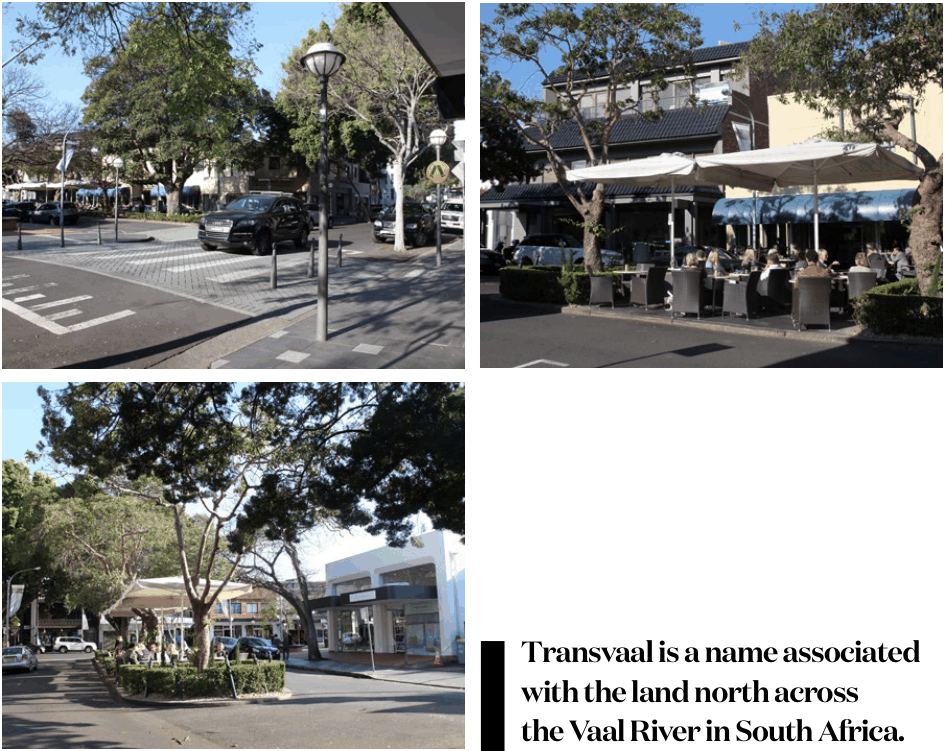 Transvaal is a name associated
with the land north across
the Vaal River in South Africa.